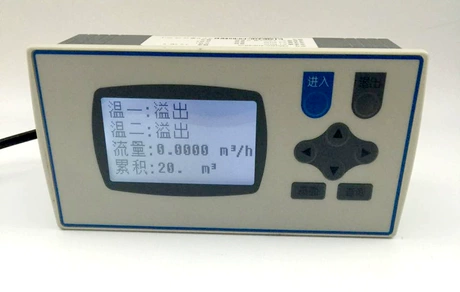 进入
温一:溢出
温二:溢出
流量:0.0000 m³/h
累积:20. m³